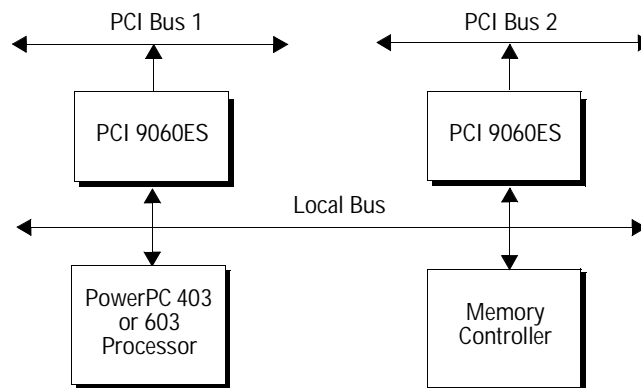 PCI Bus 1
PCI Bus 2
PCI 9060ES
PCI 9060ES
Local Bus
PowerPC 403
or 603
Processor
Memory
Controller